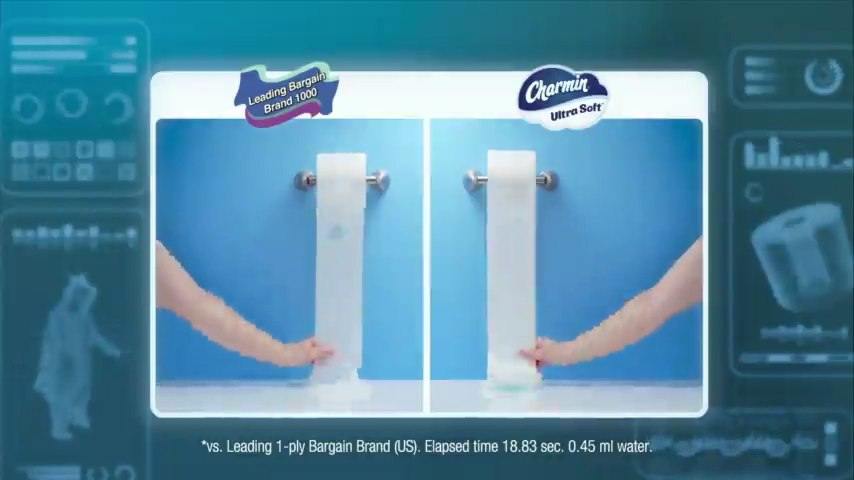 Leading Bargain
Brand 1000
Charmin
Ultra Soft
*vs. Leading 1-ply Bargain Brand (US). Elapsed time 18.83 sec. 0.45 ml water.